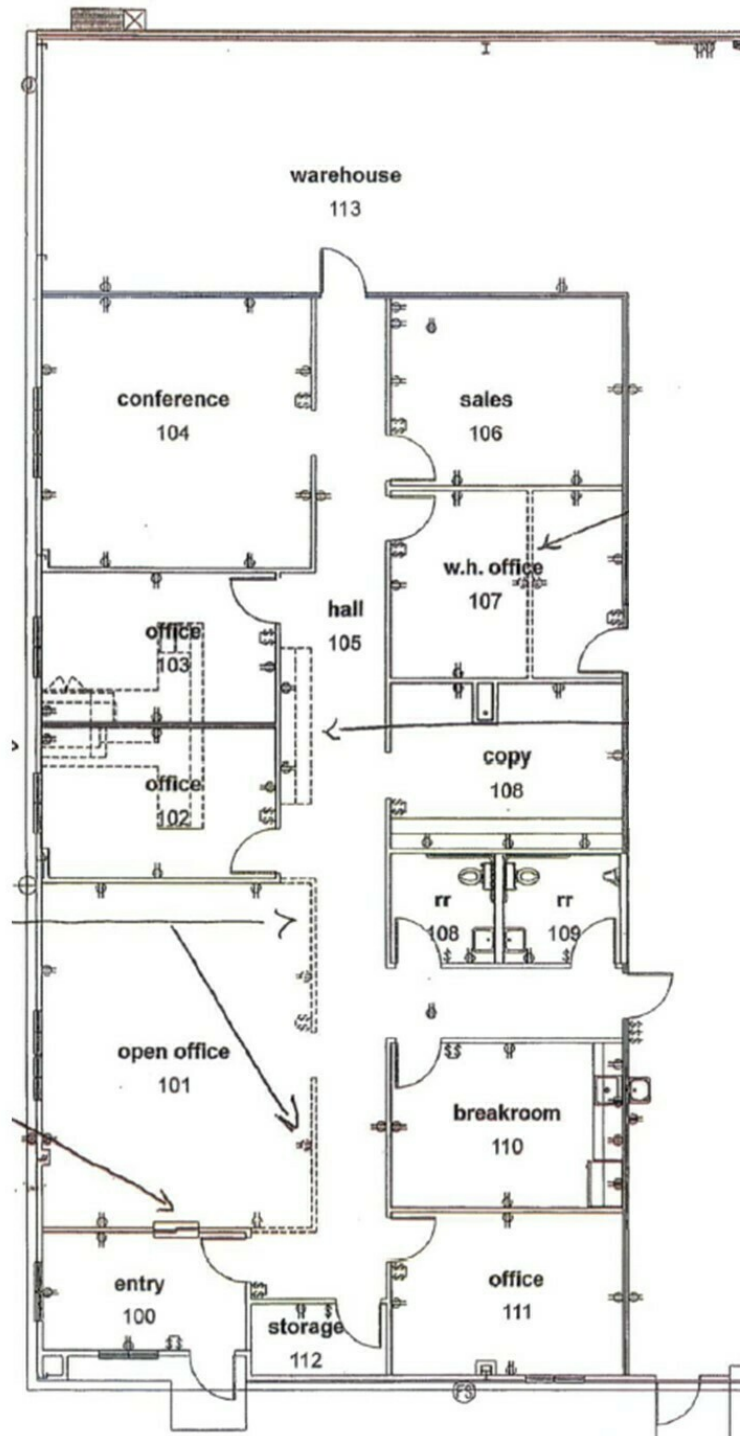 warehouse
113
conference
104
sales
106
w.h. office
107
hall
105
office
103
copy
108
office
102
rr
108
rr
109
open office
101
breakroom
110
entry
100
office
111
storage
112
FS